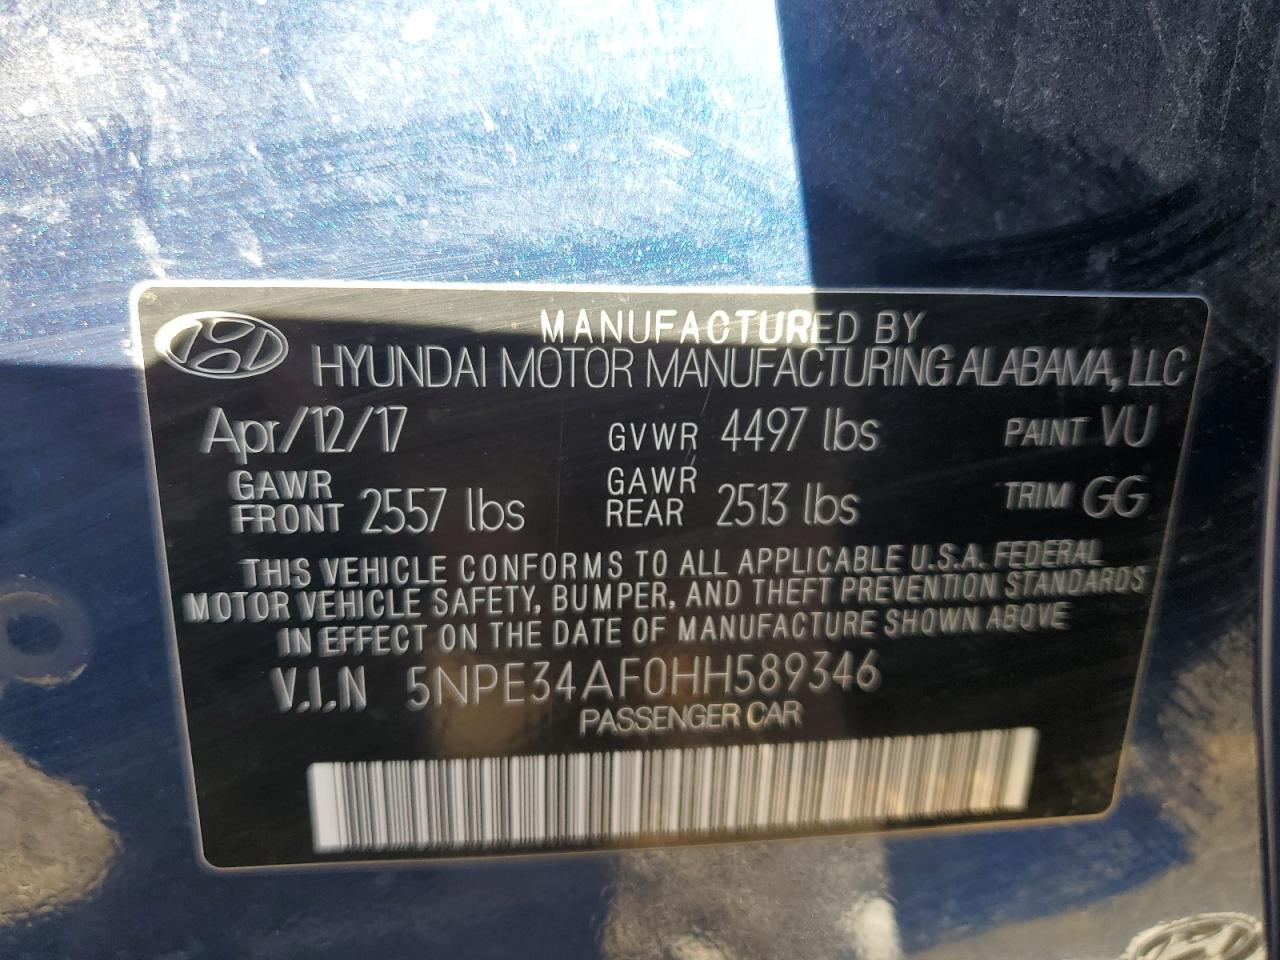 MANUFACTURED BY
HYUNDAI MOTOR MANUFACTURING ALABAMA, LLC
Apr/12/17 GVWR 4497 lbs PAINT VU
GAWR FRONT 2557 lbs GAWR REAR 2513 lbs TRIM GG
THIS VEHICLE CONFORMS TO ALL APPLICABLE U.S.A. FEDERAL
MOTOR VEHICLE SAFETY, BUMPER, AND THEFT PREVENTION STANDARDS
IN EFFECT ON THE DATE OF MANUFACTURE SHOWN ABOVE
V.I.N 5NPE34AF0HH589346
PASSENGER CAR